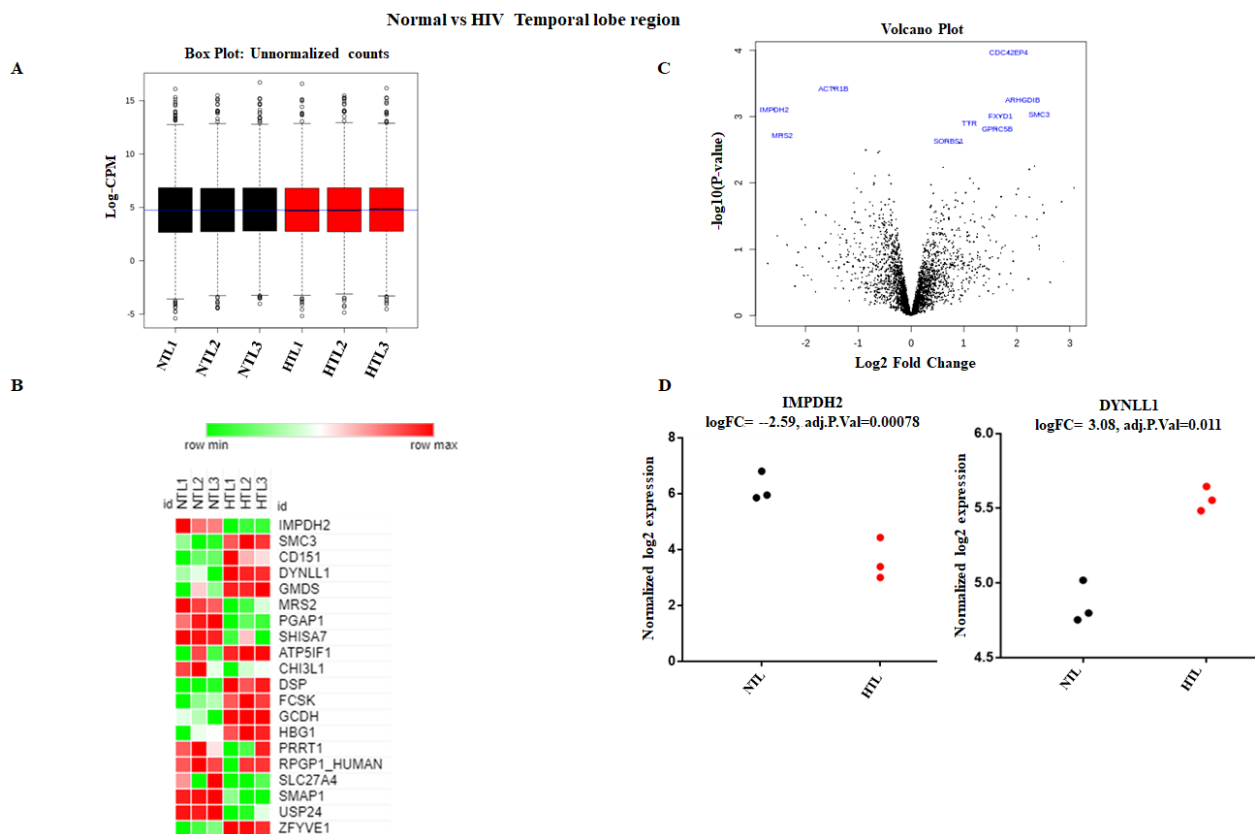 Normal vs HIV Temporal lobe region
A
Box Plot: Unnormalized counts
Log-CPM
15
10
5
0
-5
NTL1
NTL2
NTL3
HTL1
HTL2
HTL3
C
Volcano Plot
-log10(P-value)
4
3
2
1
0
CDC42EP4
ACTR1B
ARHGDIB
IMPDH2
FXYD1
SMC3
TTR
GPRC5B
MRS2
SORBS1
-2
-1
0
1
2
3
Log2 Fold Change
B
row min
row max
id
NTL1
NTL2
NTL3
HTL1
HTL2
HTL3
id
IMPDH2
SMC3
CD151
DYNLL1
GMDS
MRS2
PGAP1
SHISA7
ATP5IF1
CHI3L1
DSP
FCSK
GCDH
HBG1
PRRT1
RPGP1_HUMAN
SLC27A4
SMAP1
USP24
ZFYVE1
D
IMPDH2
logFC= --2.59, adj.P.Val=0.00078
Normalized log2 expression
8
6
4
2
0
NTL
HTL
DYNLL1
logFC= 3.08, adj.P.Val=0.011
Normalized log2 expression
6.0
5.5
5.0
4.5
NTL
HTL